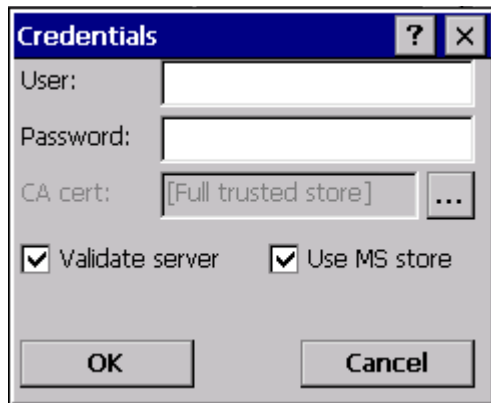 Credentials ? ×
User:
Password:
CA cert: [Full trusted store] ...
Validate server Use MS store
OK Cancel